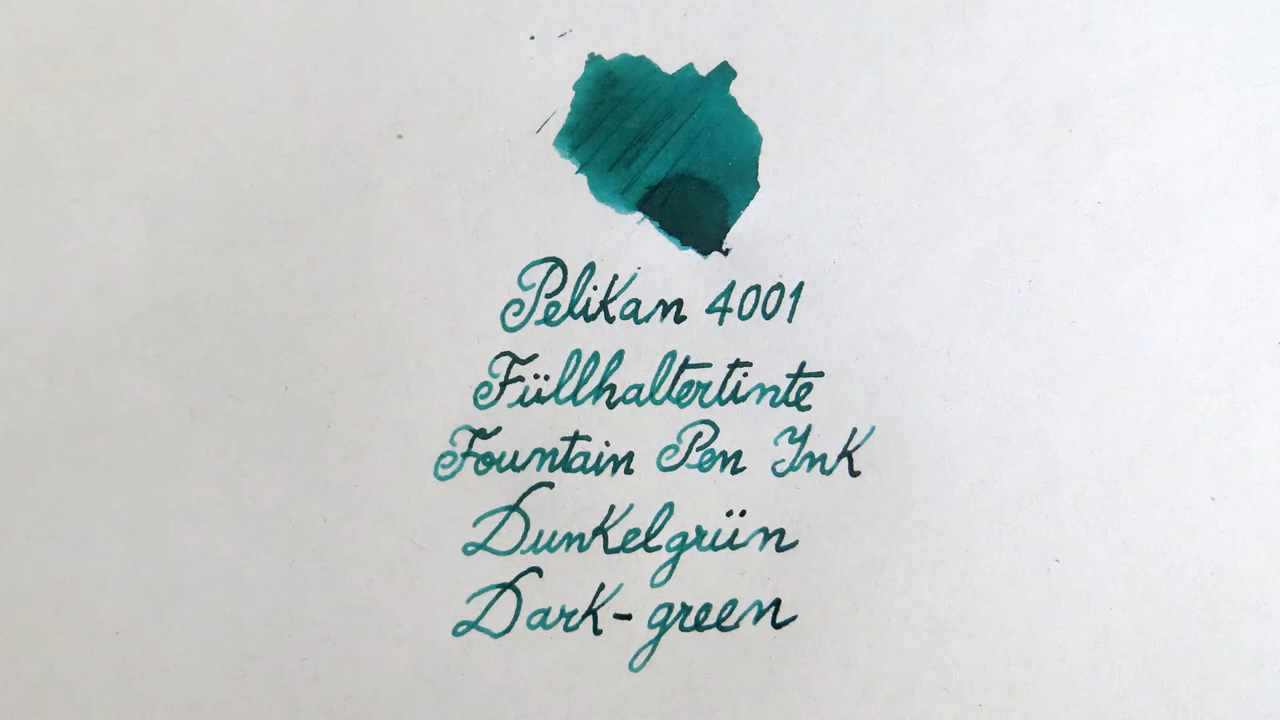 Pelikan 4001
Füllhaltertinte
Fountain Pen Ink
Dunkelgrün
Dark-green